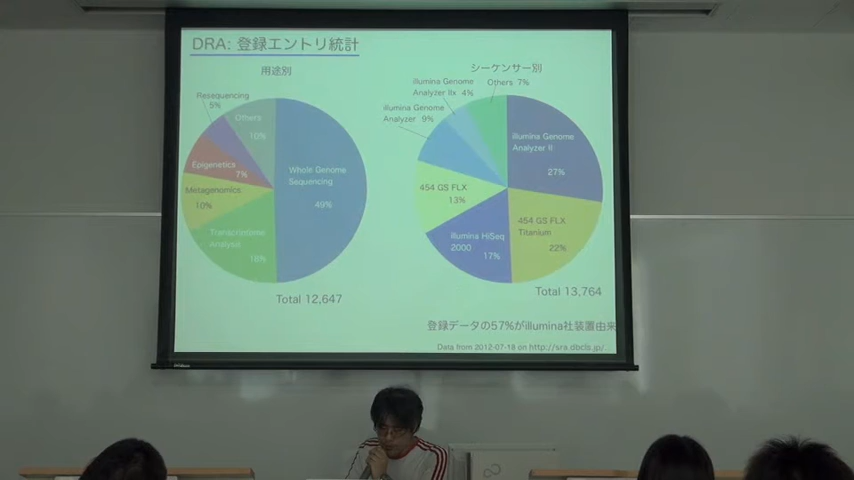 DRA: 登録エントリ統計
用途別
Resequencing
5%
Others
10%
Epigenetics
7%
Metagenomics
10%
Transcriptome
Analysis
18%
Whole Genome
Sequencing
49%
Total 12,647
シーケンサー別
illumina Genome
Analyzer IIx 4%
Others 7%
illumina Genome
Analyzer 9%
illumina Genome
Analyzer II
27%
454 GS FLX
13%
454 GS FLX
Titanium
22%
illumina HiSeq
2000
17%
Total 13,764
登録データの57%がillumina社装置由来
Data from 2012-07-18 on http://sra.dbcls.jp/